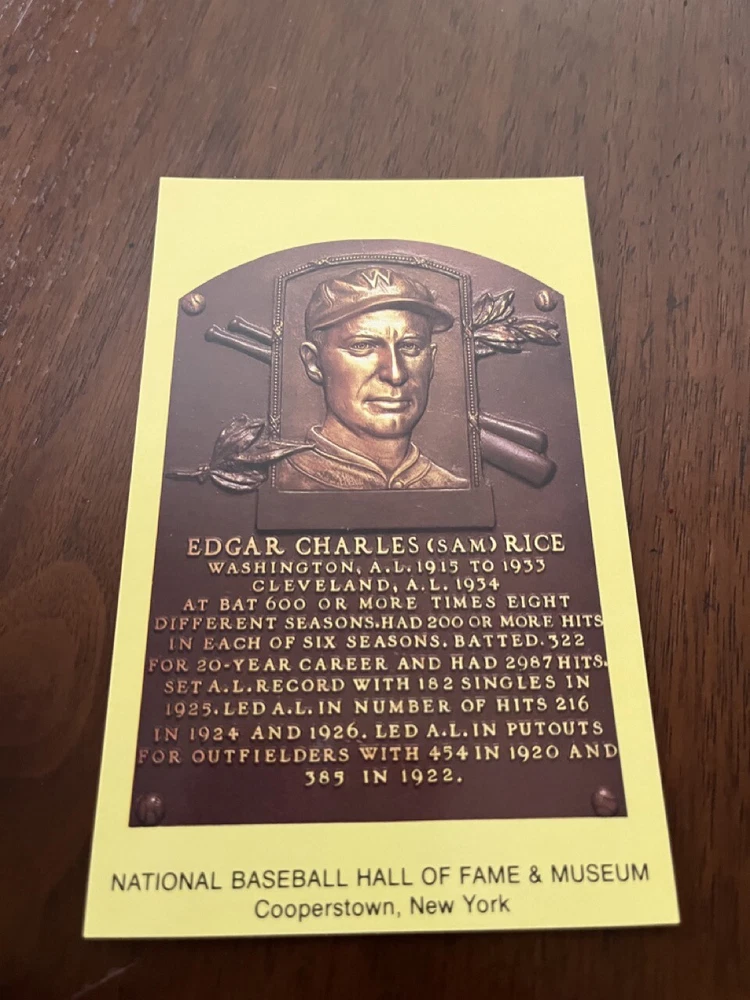 W
EDGAR CHARLES (SAM) RICE
WASHINGTON, A.L. 1915 TO 1933
CLEVELAND, A.L. 1934
AT BAT 600 OR MORE TIMES EIGHT
DIFFERENT SEASONS. HAD 200 OR MORE HITS
IN EACH OF SIX SEASONS. BATTED .322
FOR 20-YEAR CAREER AND HAD 2987 HITS.
SET A.L. RECORD WITH 182 SINGLES IN
1925. LED A.L. IN NUMBER OF HITS 216
IN 1924 AND 1926. LED A.L. IN PUTOUTS
FOR OUTFIELDERS WITH 454 IN 1920 AND
385 IN 1922.
NATIONAL BASEBALL HALL OF FAME & MUSEUM
Cooperstown, New York